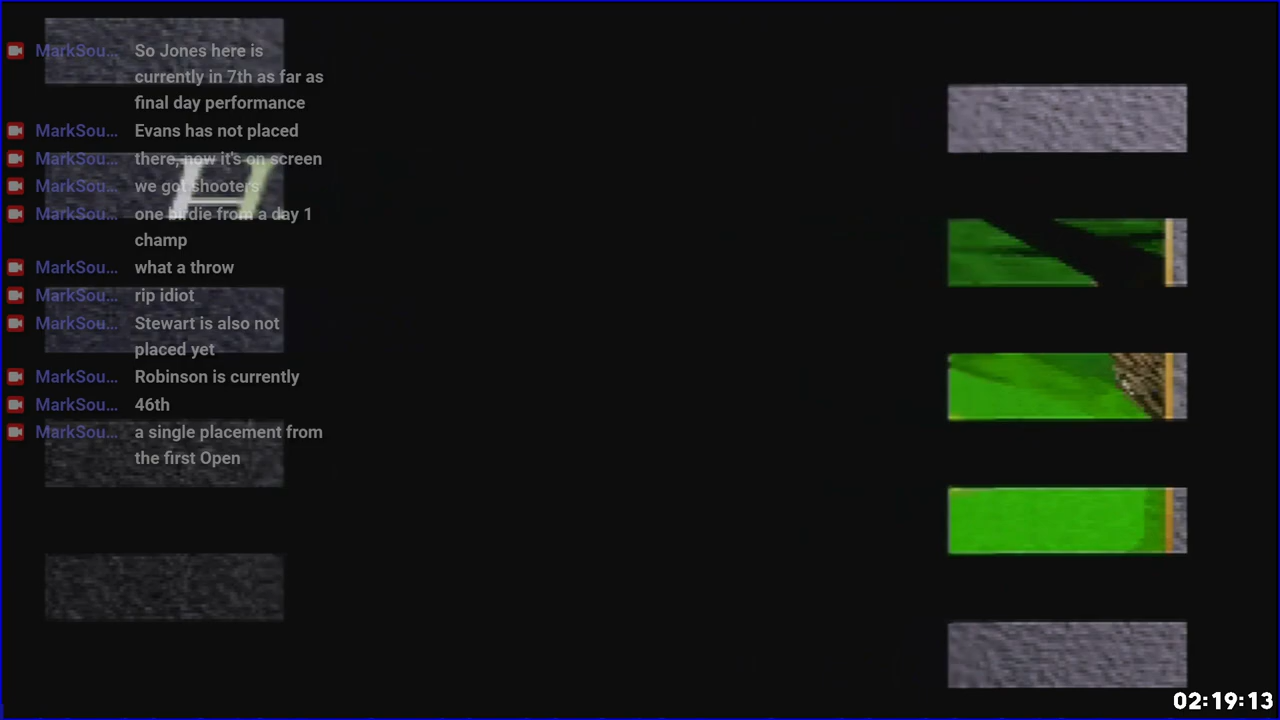 MarkSou... So Jones here is
currently in 7th as far as
final day performance
MarkSou... Evans has not placed
MarkSou... there, now it's on screen
MarkSou... we got shooters
MarkSou... one birdie from a day 1
champ
MarkSou... what a throw
MarkSou... rip idiot
MarkSou... Stewart is also not
placed yet
MarkSou... Robinson is currently
MarkSou... 46th
MarkSou... a single placement from
the first Open
02:19:13